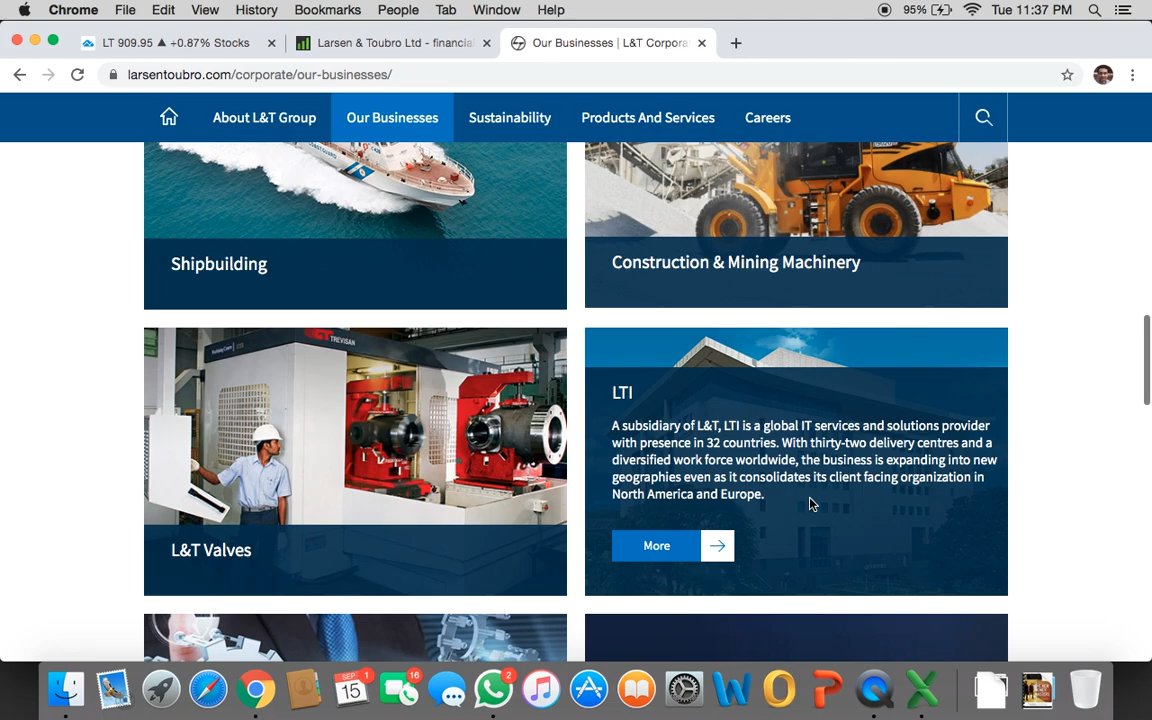 Chrome File Edit View History Bookmarks People Tab Window Help 95% Tue 11:37 PM
LT 909.95 ▲ +0.87% Stocks Larsen & Toubro Ltd - financia Our Businesses | L&T Corpora
larsentoubro.com/corporate/our-businesses/
About L&T Group Our Businesses Sustainability Products And Services Careers
Shipbuilding
Construction & Mining Machinery
TREVISAN
L&T Valves
LTI
A subsidiary of L&T, LTI is a global IT services and solutions provider
with presence in 32 countries. With thirty-two delivery centres and a
diversified work force worldwide, the business is expanding into new
geographies even as it consolidates its client facing organization in
North America and Europe.
More
SEP 1
15
16
2